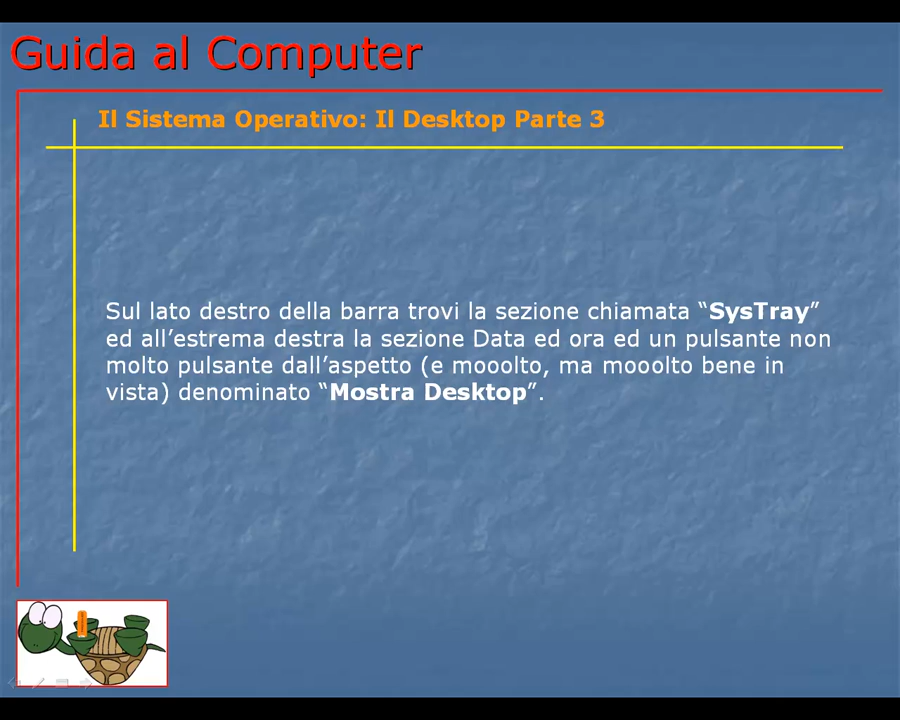 Guida al Computer
Il Sistema Operativo: Il Desktop Parte 3
Sul lato destro della barra trovi la sezione chiamata “SysTray”
ed all’estrema destra la sezione Data ed ora ed un pulsante non
molto pulsante dall’aspetto (e mooolto, ma mooolto bene in
vista) denominato “Mostra Desktop”.